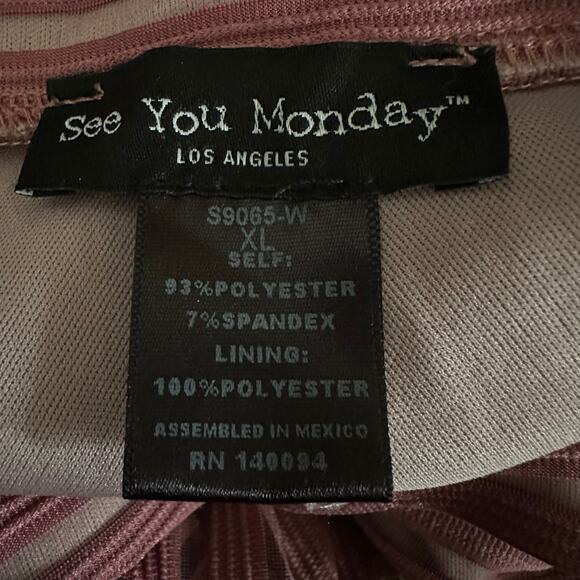 See You Monday™
LOS ANGELES
S9065-W
XL
SELF:
93%POLYESTER
7%SPANDEX
LINING:
100%POLYESTER
ASSEMBLED IN MEXICO
RN 140094